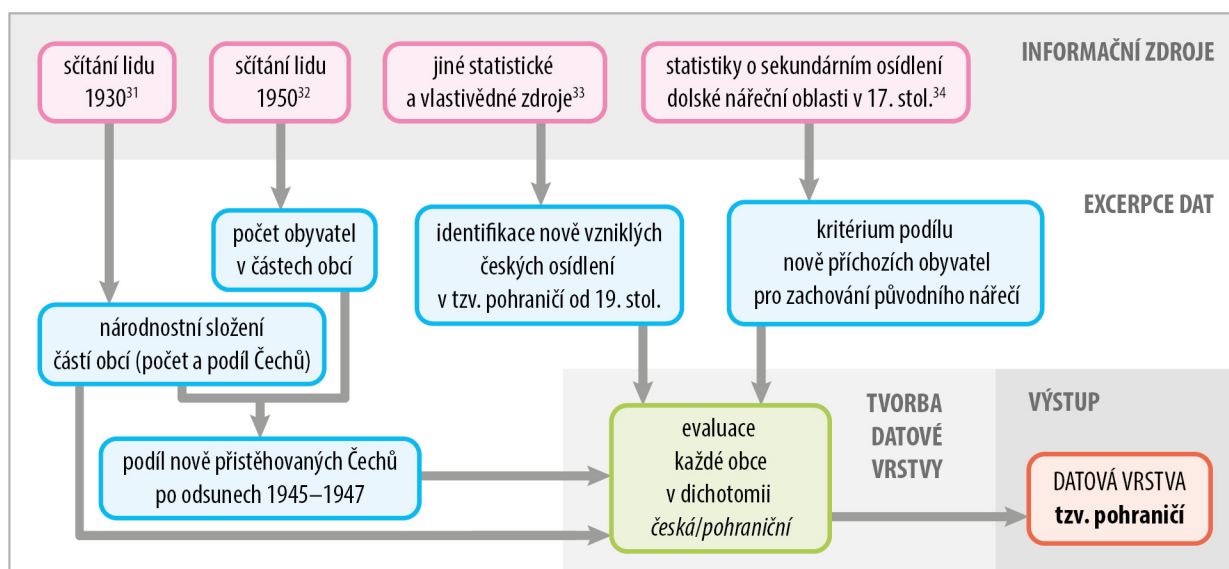 INFORMAČNÍ ZDROJE
sčítání lidu
1930³¹
sčítání lidu
1950³²
jiné statistické
a vlastivědné zdroje³³
statistiky o sekundárním osídlení
dolské nářeční oblasti v 17. stol.³⁴
EXCERPCE DAT
počet obyvatel
v částech obcí
identifikace nově vzniklých
českých osídlení
v tzv. pohraničí od 19. stol.
kritérium podílu
nově příchozích obyvatel
pro zachování původního nářečí
národnostní složení
částí obcí (počet a podíl Čechů)
podíl nově přistěhovaných Čechů
po odsunech 1945–1947
TVORBA
DATOVÉ
VRSTVY
evaluace
každé obce
v dichotomii
česká/pohraniční
VÝSTUP
DATOVÁ VRSTVA
tzv. pohraničí